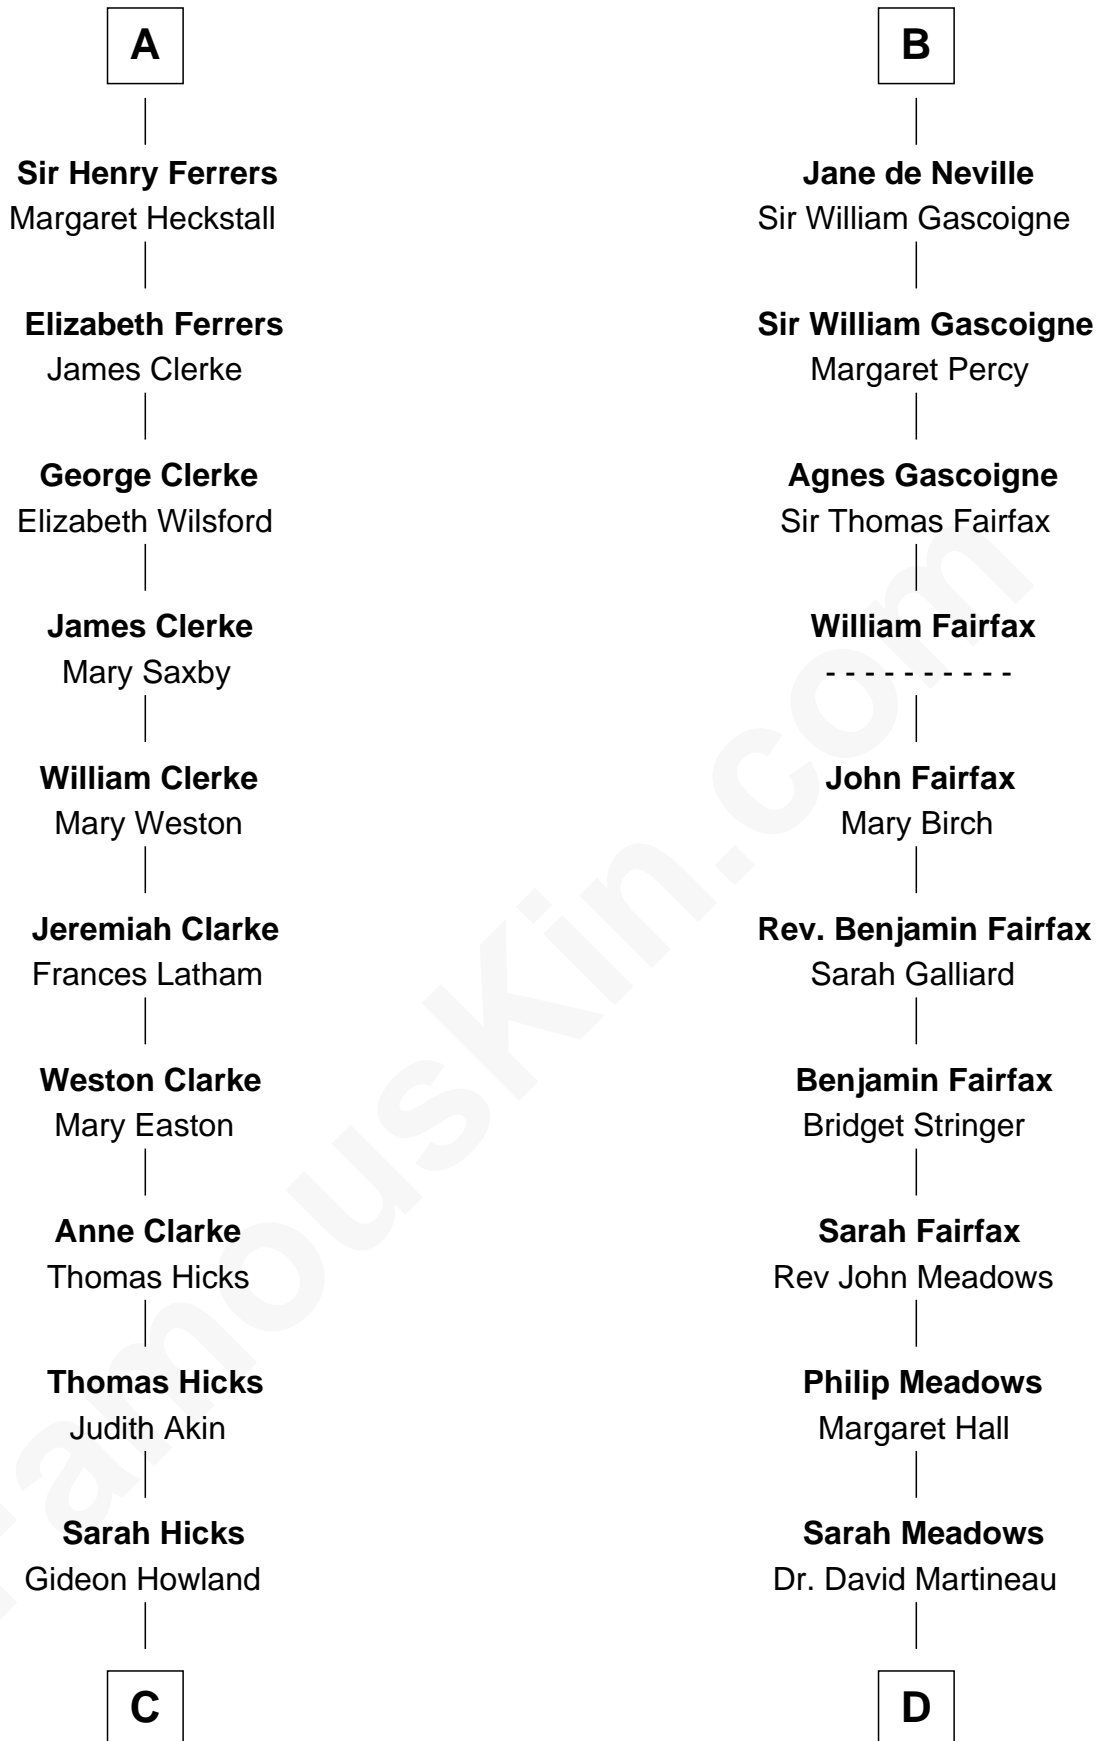 A
Sir Henry Ferrers
Margaret Heckstall
Elizabeth Ferrers
James Clerke
George Clerke
Elizabeth Wilsford
James Clerke
Mary Saxby
William Clerke
Mary Weston
Jeremiah Clarke
Frances Latham
Weston Clarke
Mary Easton
Anne Clarke
Thomas Hicks
Thomas Hicks
Judith Akin
Sarah Hicks
Gideon Howland
C
B
Jane de Neville
Sir William Gascoigne
Sir William Gascoigne
Margaret Percy
Agnes Gascoigne
Sir Thomas Fairfax
William Fairfax
- - - - - - - - - -
John Fairfax
Mary Birch
Rev. Benjamin Fairfax
Sarah Galliard
Benjamin Fairfax
Bridget Stringer
Sarah Fairfax
Rev John Meadows
Philip Meadows
Margaret Hall
Sarah Meadows
Dr. David Martineau
D
FamousKin.com